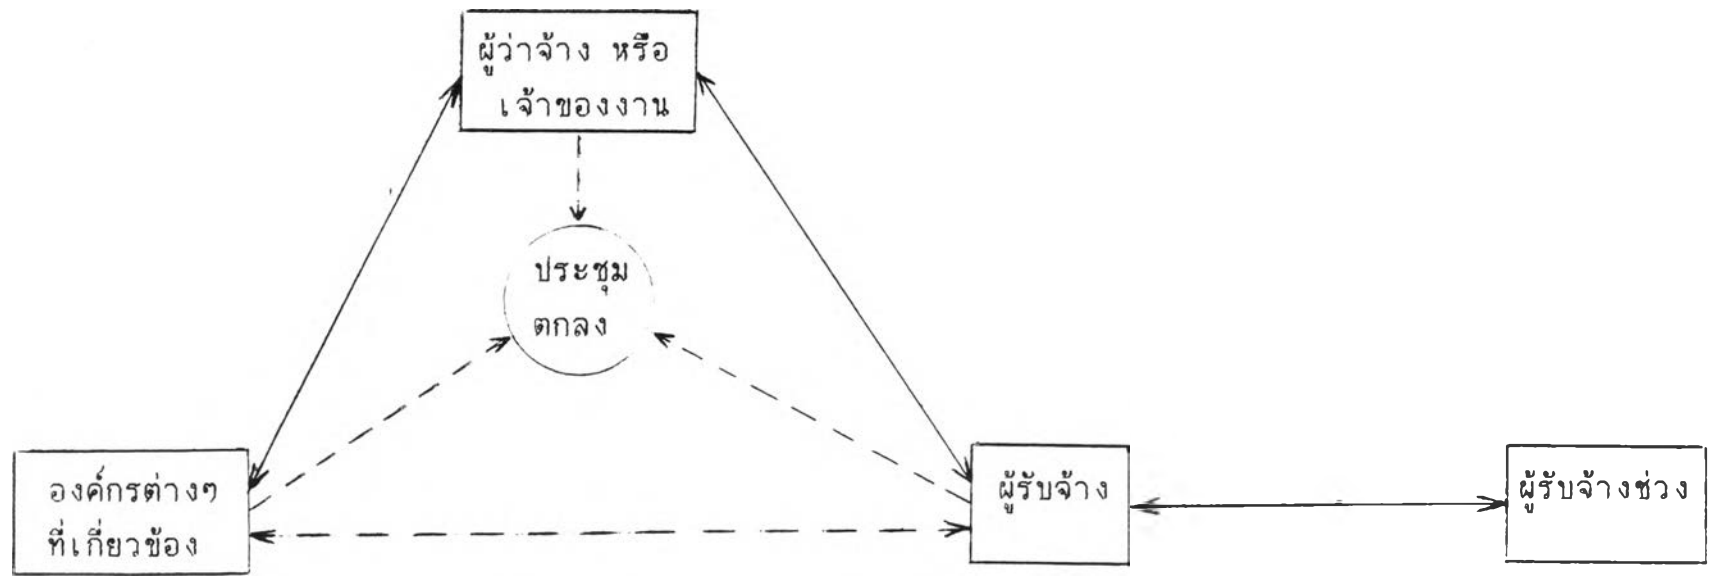 ผู้ว่าจ้าง หรือ
เจ้าของงาน
ประชุม
ตกลง
องค์กรต่างๆ
ที่เกี่ยวข้อง
ผู้รับจ้าง
ผู้รับจ้างช่วง